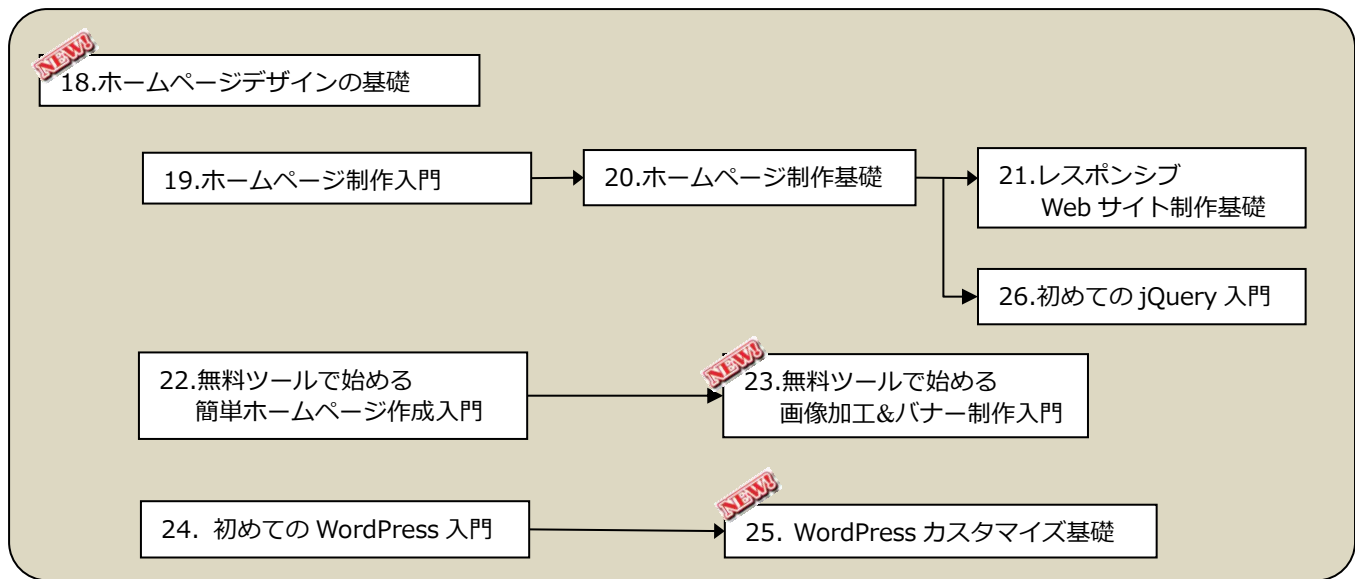 NEW!
18.ホームページデザインの基礎
19.ホームページ制作入門
20.ホームページ制作基礎
21.レスポンシブ
Web サイト制作基礎
26.初めての jQuery 入門
22.無料ツールで始める
簡単ホームページ作成入門
NEW!
23.無料ツールで始める
画像加工&バナー制作入門
24. 初めての WordPress 入門
NEW!
25. WordPress カスタマイズ基礎